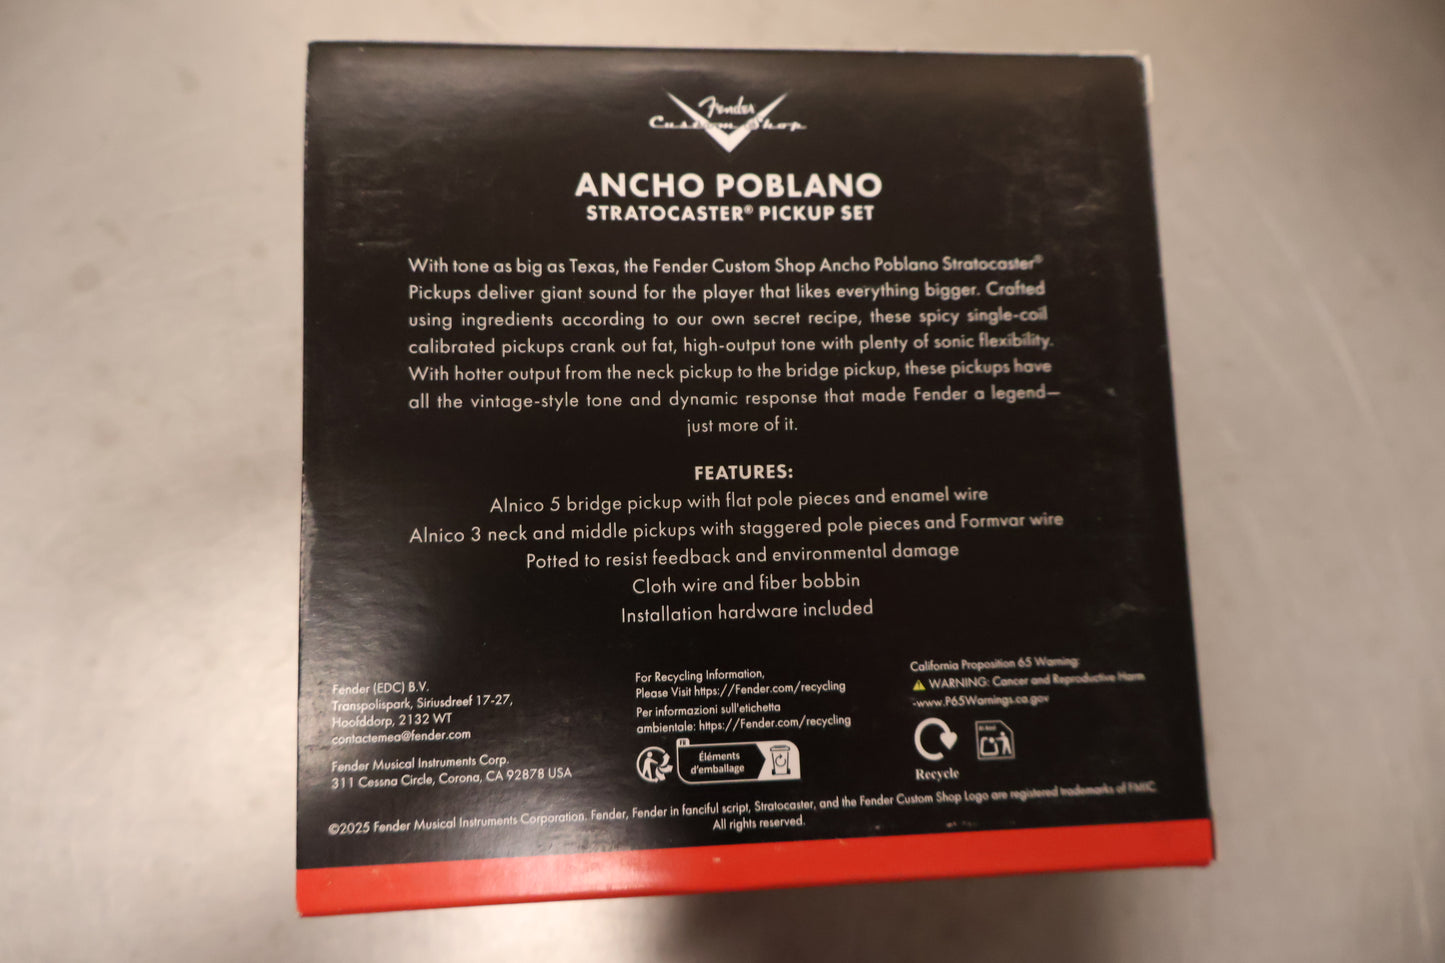 Fender
Custom Shop
ANCHO POBLANO
STRATOCASTER® PICKUP SET
With tone as big as Texas, the Fender Custom Shop Ancho Poblano Stratocaster®
Pickups deliver giant sound for the player that likes everything bigger. Crafted
using ingredients according to our own secret recipe, these spicy single-coil
calibrated pickups crank out fat, high-output tone with plenty of sonic flexibility.
With hotter output from the neck pickup to the bridge pickup, these pickups have
all the vintage-style tone and dynamic response that made Fender a legend—
just more of it.
FEATURES:
Alnico 5 bridge pickup with flat pole pieces and enamel wire
Alnico 3 neck and middle pickups with staggered pole pieces and Formvar wire
Potted to resist feedback and environmental damage
Cloth wire and fiber bobbin
Installation hardware included
Fender (EDC) B.V.
Transpolispark, Siriusdreef 17-27,
Hoofddorp, 2132 WT
contactemea@fender.com
Fender Musical Instruments Corp.
311 Cessna Circle, Corona, CA 92878 USA
For Recycling Information,
Please Visit https://Fender.com/recycling
Per informazioni sull'etichetta
ambientale: https://Fender.com/recycling
FR
Éléments
d'emballage
California Proposition 65 Warning:
WARNING: Cancer and Reproductive Harm
-www.P65Warnings.ca.gov
Recycle
©2025 Fender Musical Instruments Corporation. Fender, Fender in fanciful script, Stratocaster, and the Fender Custom Shop Logo are registered trademarks of FMIC.
All rights reserved.